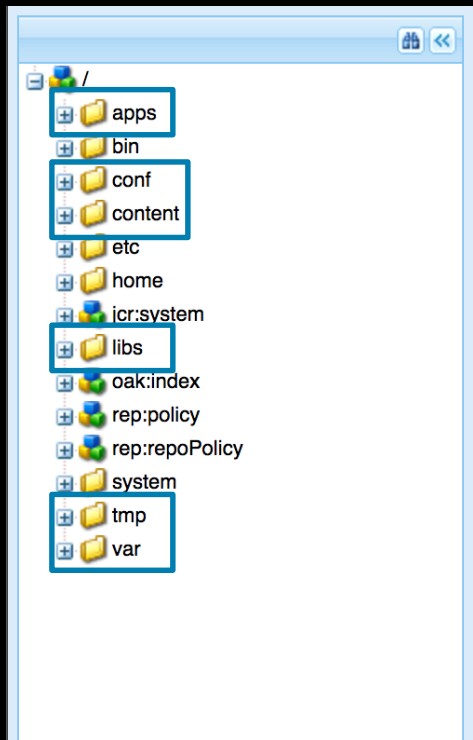 /
apps
bin
conf
content
etc
home
jcr:system
libs
oak:index
rep:policy
rep:repoPolicy
system
tmp
var